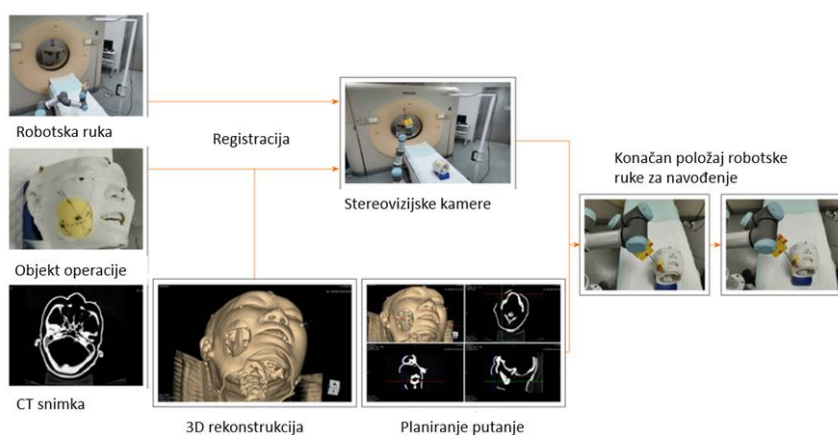 Robotska ruka
Registracija
Stereovizijske kamere
Konačan položaj robotske
ruke za navođenje
Objekt operacije
CT snimka
3D rekonstrukcija
Planiranje putanje